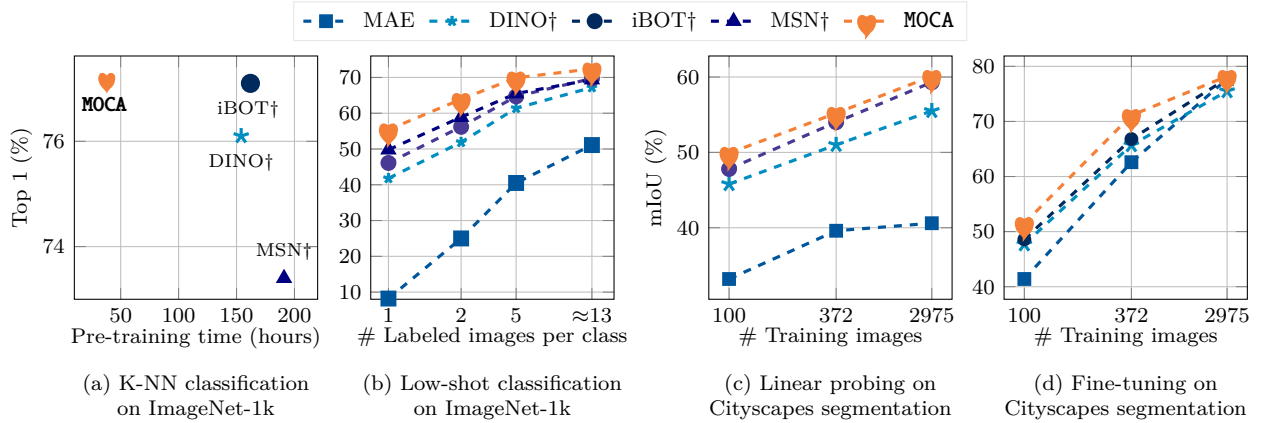 MAE DINO† iBOT† MSN† MOCA
Top 1 (%)
76
74
MOCA
iBOT†
DINO†
MSN†
50 100 150 200
Pre-training time (hours)
70
60
50
40
30
20
10
1 2 5 ≈13
# Labeled images per class
mIoU (%)
60
50
40
100 372 2975
# Training images
80
70
60
50
40
100 372 2975
# Training images
(a) K-NN classification
on ImageNet-1k
(b) Low-shot classification
on ImageNet-1k
(c) Linear probing on
Cityscapes segmentation
(d) Fine-tuning on
Cityscapes segmentation